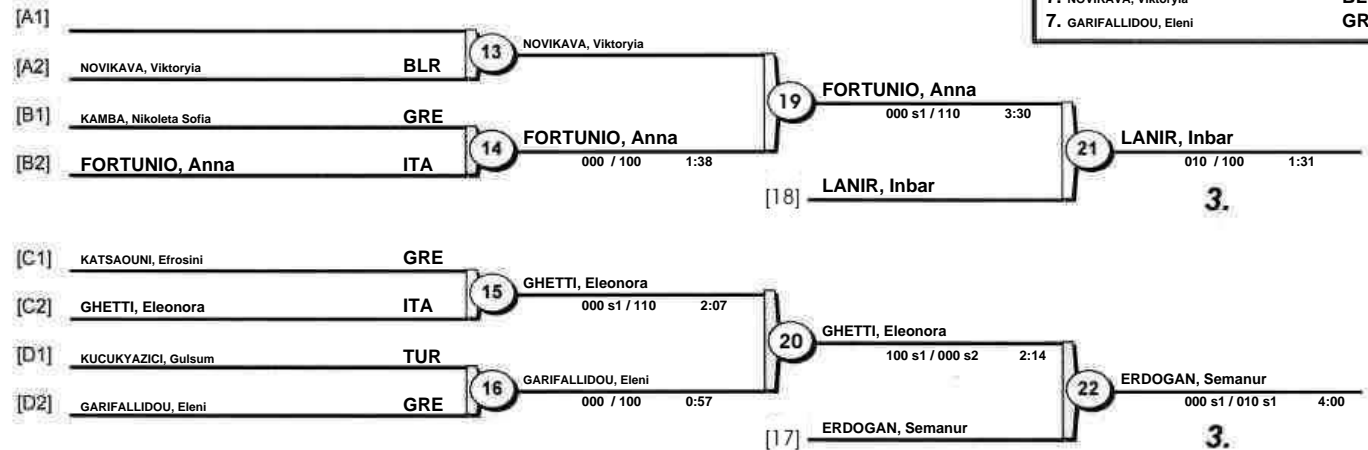 7. NOVIKAVA, Viktoryia
7. GARIFALLIDOU, Eleni GR
[A1]
[A2] NOVIKAVA, Viktoryia BLR
13 NOVIKAVA, Viktoryia
[B1] KAMBA, Nikoleta Sofia GRE
[B2] FORTUNIO, Anna ITA
14 FORTUNIO, Anna
000 / 100 1:38
19 FORTUNIO, Anna
000 s1 / 110 3:30
[18] LANIR, Inbar
21 LANIR, Inbar
010 / 100 1:31
3.
[C1] KATSAOUNI, Efrosini GRE
[C2] GHETTI, Eleonora ITA
15 GHETTI, Eleonora
000 s1 / 110 2:07
[D1] KUCUKYAZICI, Gulsum TUR
[D2] GARIFALLIDOU, Eleni GRE
16 GARIFALLIDOU, Eleni
000 / 100 0:57
20 GHETTI, Eleonora
100 s1 / 000 s2 2:14
[17] ERDOGAN, Semanur
22 ERDOGAN, Semanur
000 s1 / 010 s1 4:00
3.